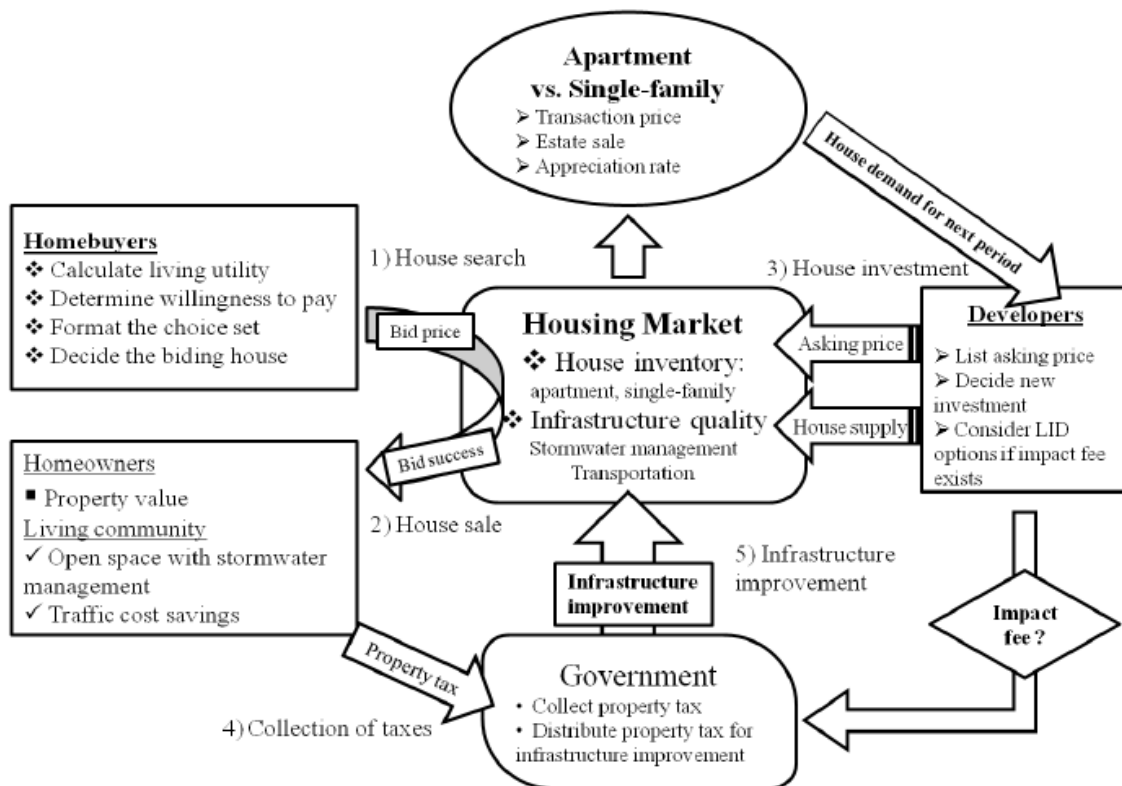 Apartment
vs. Single-family
➢ Transaction price
➢ Estate sale
➢ Appreciation rate
House demand for next period
Homebuyers
❖ Calculate living utility
❖ Determine willingness to pay
❖ Format the choice set
❖ Decide the biding house
1) House search
Bid price
Housing Market
❖ House inventory:
apartment, single-family
❖ Infrastructure quality
Stormwater management
Transportation
3) House investment
Asking price
House supply
Developers
➢ List asking price
➢ Decide new
investment
➢ Consider LID
options if impact fee
exists
Bid success
2) House sale
Homeowners
■ Property value
Living community
✓ Open space with stormwater
management
✓ Traffic cost savings
Property tax
4) Collection of taxes
Infrastructure
improvement
5) Infrastructure
improvement
Impact
fee ?
Government
• Collect property tax
• Distribute property tax for
infrastructure improvement